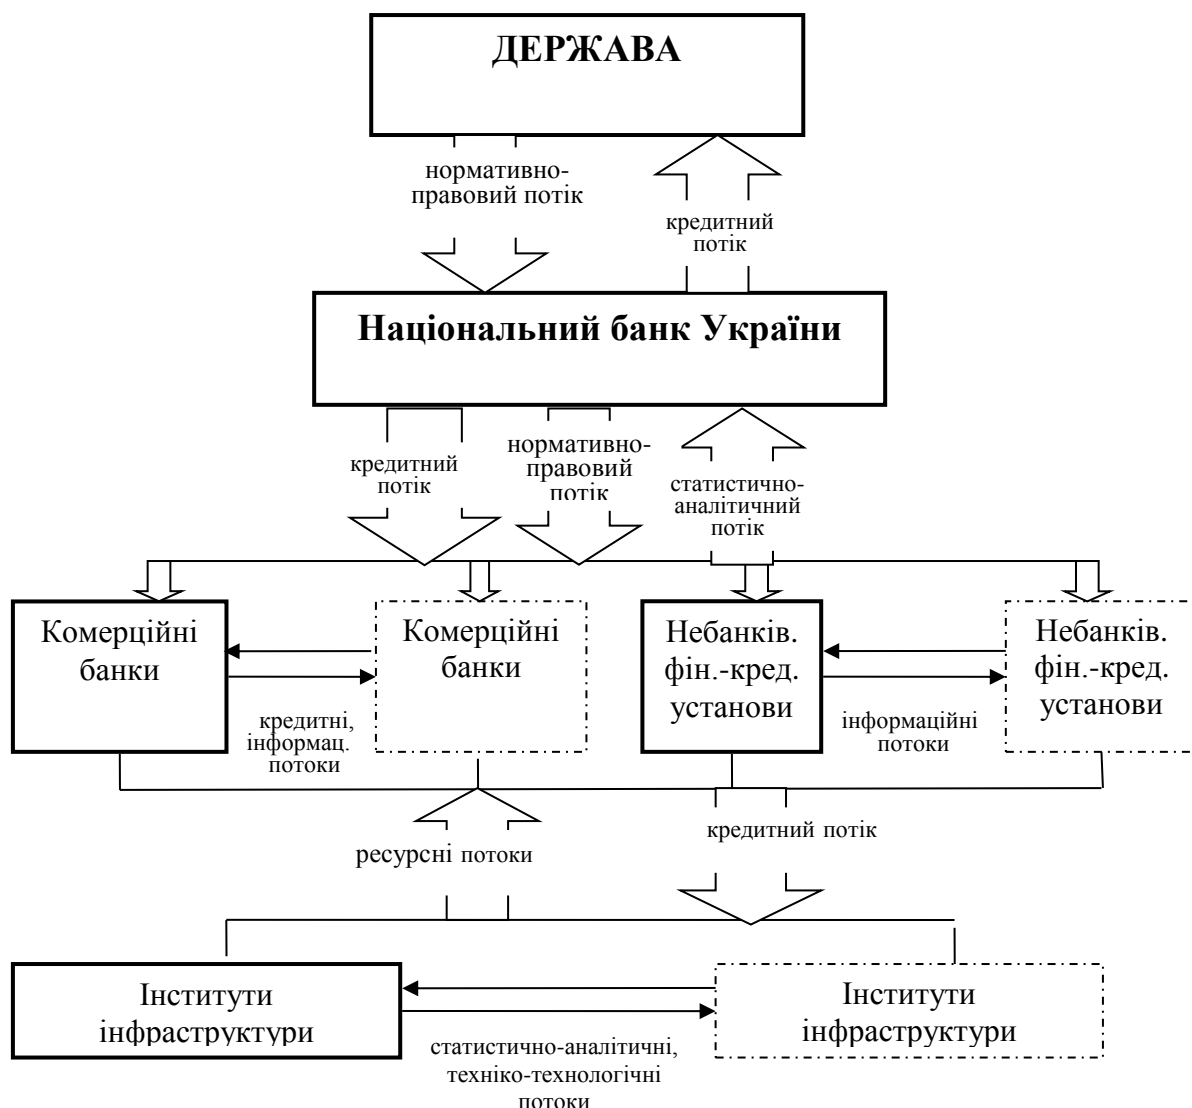 ДЕРЖАВА
нормативно-
правовий потік
кредитний
потік
Національний банк України
кредитний
потік
нормативно-
правовий
потік
статистично-
аналітичний
потік
Комерційні
банки
Комерційні
банки
Небанків.
фін.-кред.
установи
Небанків.
фін.-кред.
установи
кредитні,
інформац.
потоки
інформаційні
потоки
ресурсні потоки
кредитний потік
Інститути
інфраструктури
Інститути
інфраструктури
статистично-аналітичні,
техніко-технологічні
потоки